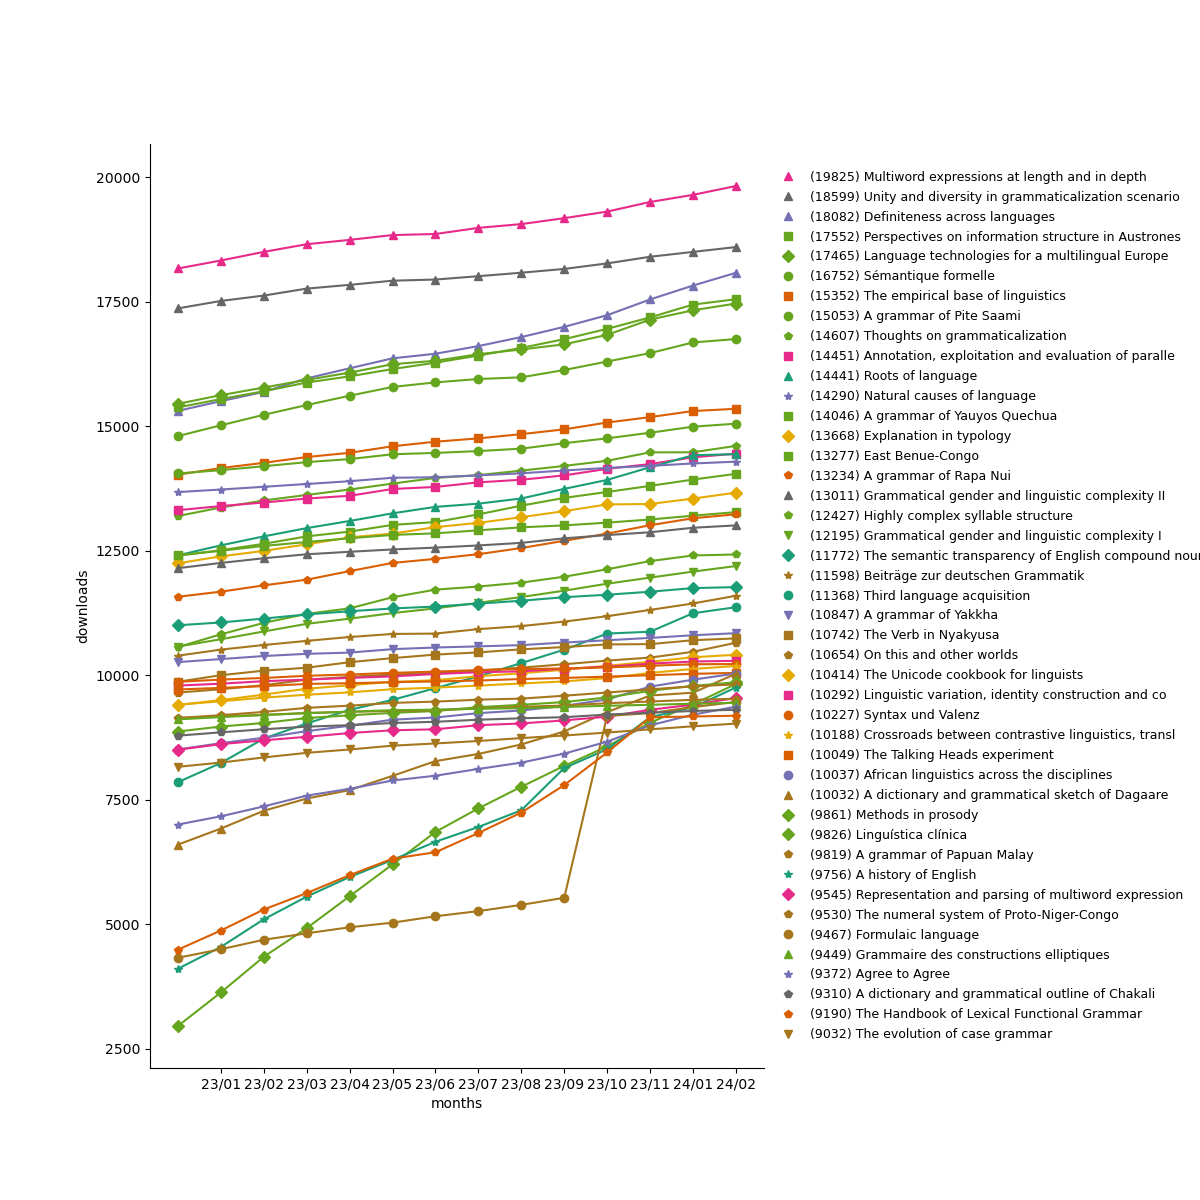 20000
17500
15000
12500
10000
7500
5000
2500
downloads
23/01 23/02 23/03 23/04 23/05 23/06 23/07 23/08 23/09 23/10 23/11 24/01 24/02
months
(19825) Multiword expressions at length and in depth
(18599) Unity and diversity in grammaticalization scenario
(18082) Definiteness across languages
(17552) Perspectives on information structure in Austrones
(17465) Language technologies for a multilingual Europe
(16752) Sémantique formelle
(15352) The empirical base of linguistics
(15053) A grammar of Pite Saami
(14607) Thoughts on grammaticalization
(14451) Annotation, exploitation and evaluation of paralle
(14441) Roots of language
(14290) Natural causes of language
(14046) A grammar of Yauyos Quechua
(13668) Explanation in typology
(13277) East Benue-Congo
(13234) A grammar of Rapa Nui
(13011) Grammatical gender and linguistic complexity II
(12427) Highly complex syllable structure
(12195) Grammatical gender and linguistic complexity I
(11772) The semantic transparency of English compound nou
(11598) Beiträge zur deutschen Grammatik
(11368) Third language acquisition
(10847) A grammar of Yakkha
(10742) The Verb in Nyakyusa
(10654) On this and other worlds
(10414) The Unicode cookbook for linguists
(10292) Linguistic variation, identity construction and co
(10227) Syntax und Valenz
(10188) Crossroads between contrastive linguistics, transl
(10049) The Talking Heads experiment
(10037) African linguistics across the disciplines
(10032) A dictionary and grammatical sketch of Dagaare
(9861) Methods in prosody
(9826) Linguística clínica
(9819) A grammar of Papuan Malay
(9756) A history of English
(9545) Representation and parsing of multiword expression
(9530) The numeral system of Proto-Niger-Congo
(9467) Formulaic language
(9449) Grammaire des constructions elliptiques
(9372) Agree to Agree
(9310) A dictionary and grammatical outline of Chakali
(9190) The Handbook of Lexical Functional Grammar
(9032) The evolution of case grammar